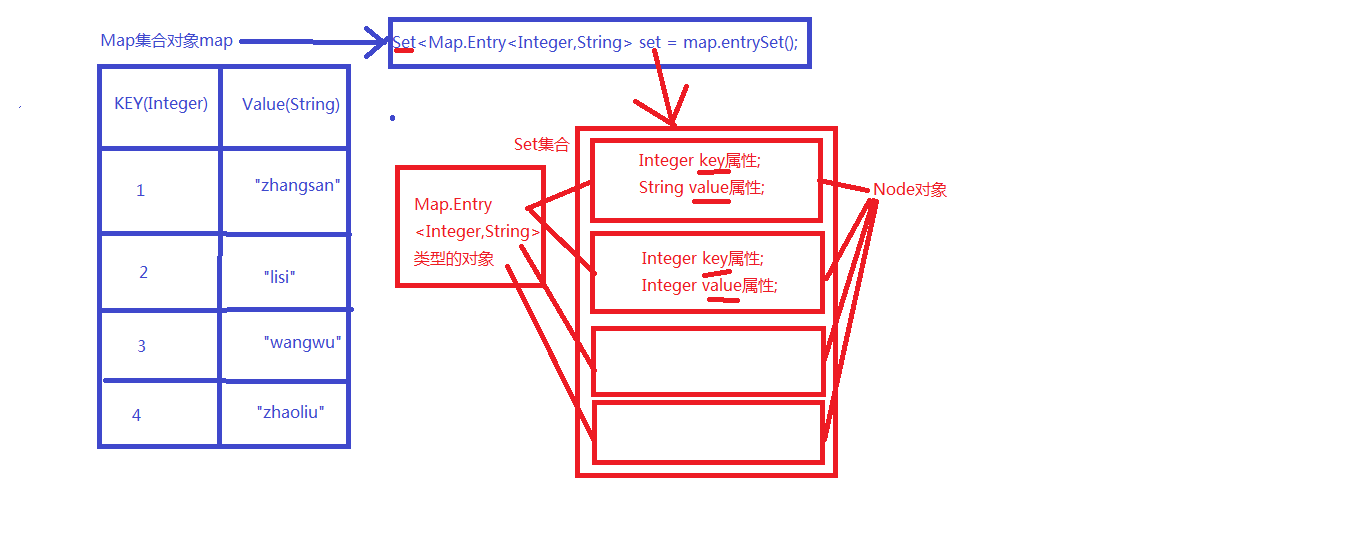 Map集合对象map
Set<Map.Entry<Integer,String> set = map.entrySet();
KEY(Integer)
Value(String)
1
"zhangsan"
2
"lisi"
3
"wangwu"
4
"zhaoliu"
Set集合
Map.Entry
<Integer,String>
类型的对象
Integer key属性;
String value属性;
Integer key属性;
Integer value属性;
Node对象